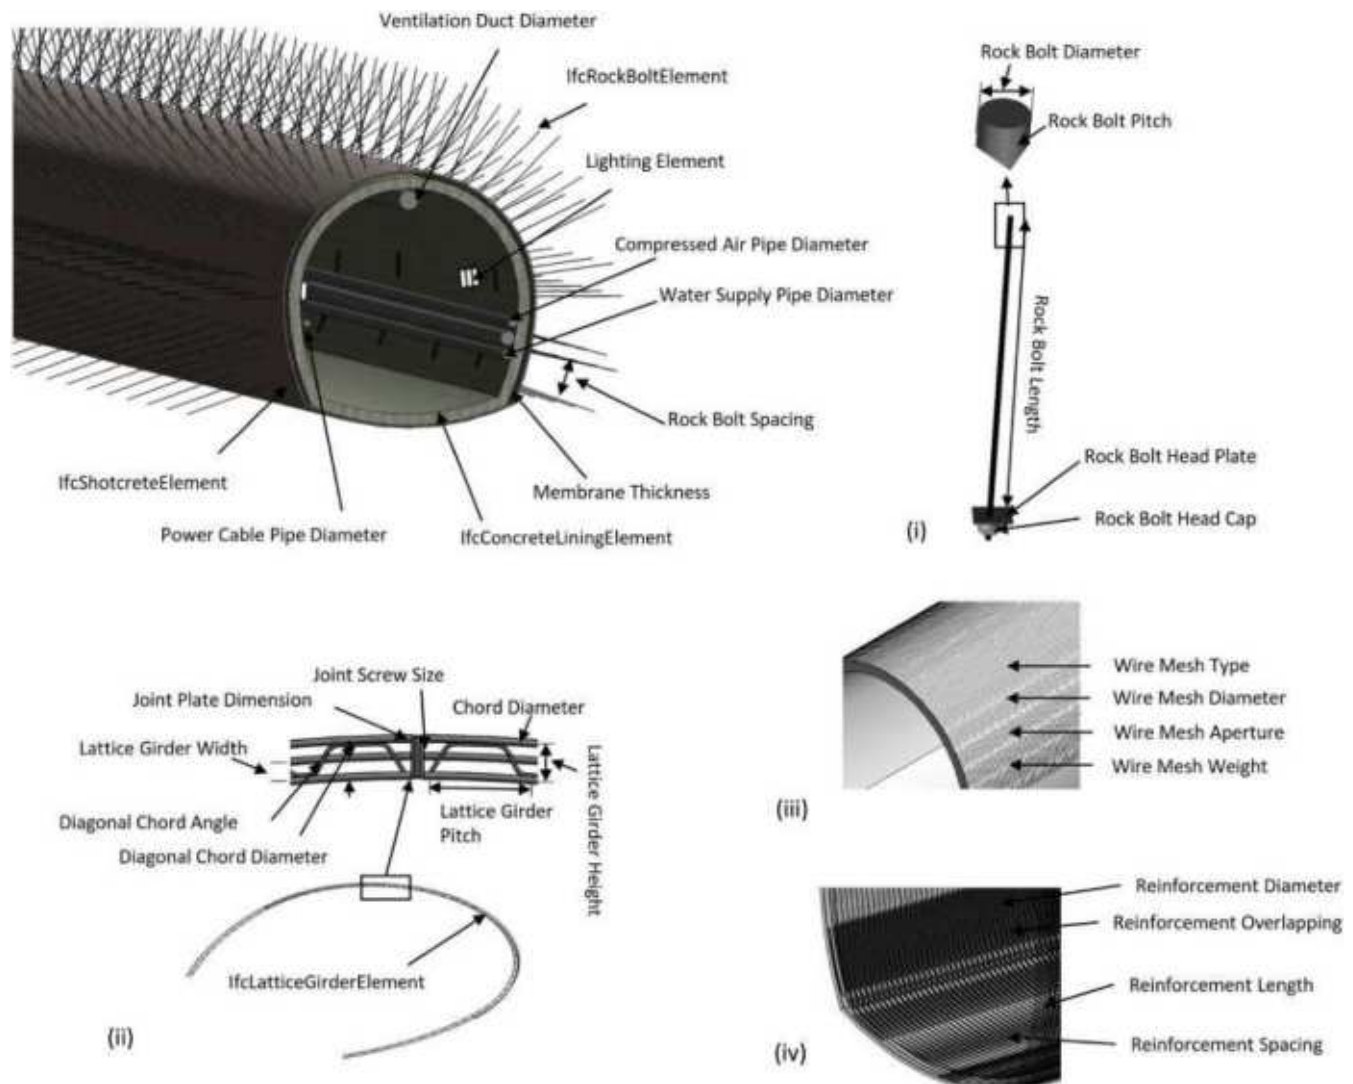 Ventilation Duct Diameter
IfcRockBoltElement
Lighting Element
Compressed Air Pipe Diameter
Water Supply Pipe Diameter
Rock Bolt Spacing
Membrane Thickness
IfcConcreteLiningElement
Power Cable Pipe Diameter
IfcShotcreteElement
Rock Bolt Diameter
Rock Bolt Pitch
Rock Bolt Length
Rock Bolt Head Plate
Rock Bolt Head Cap
(i)
Joint Screw Size
Joint Plate Dimension
Chord Diameter
Lattice Girder Width
Lattice Girder Height
Lattice Girder
Pitch
Diagonal Chord Angle
Diagonal Chord Diameter
IfcLatticeGirderElement
(ii)
Wire Mesh Type
Wire Mesh Diameter
Wire Mesh Aperture
Wire Mesh Weight
(iii)
Reinforcement Diameter
Reinforcement Overlapping
Reinforcement Length
Reinforcement Spacing
(iv)